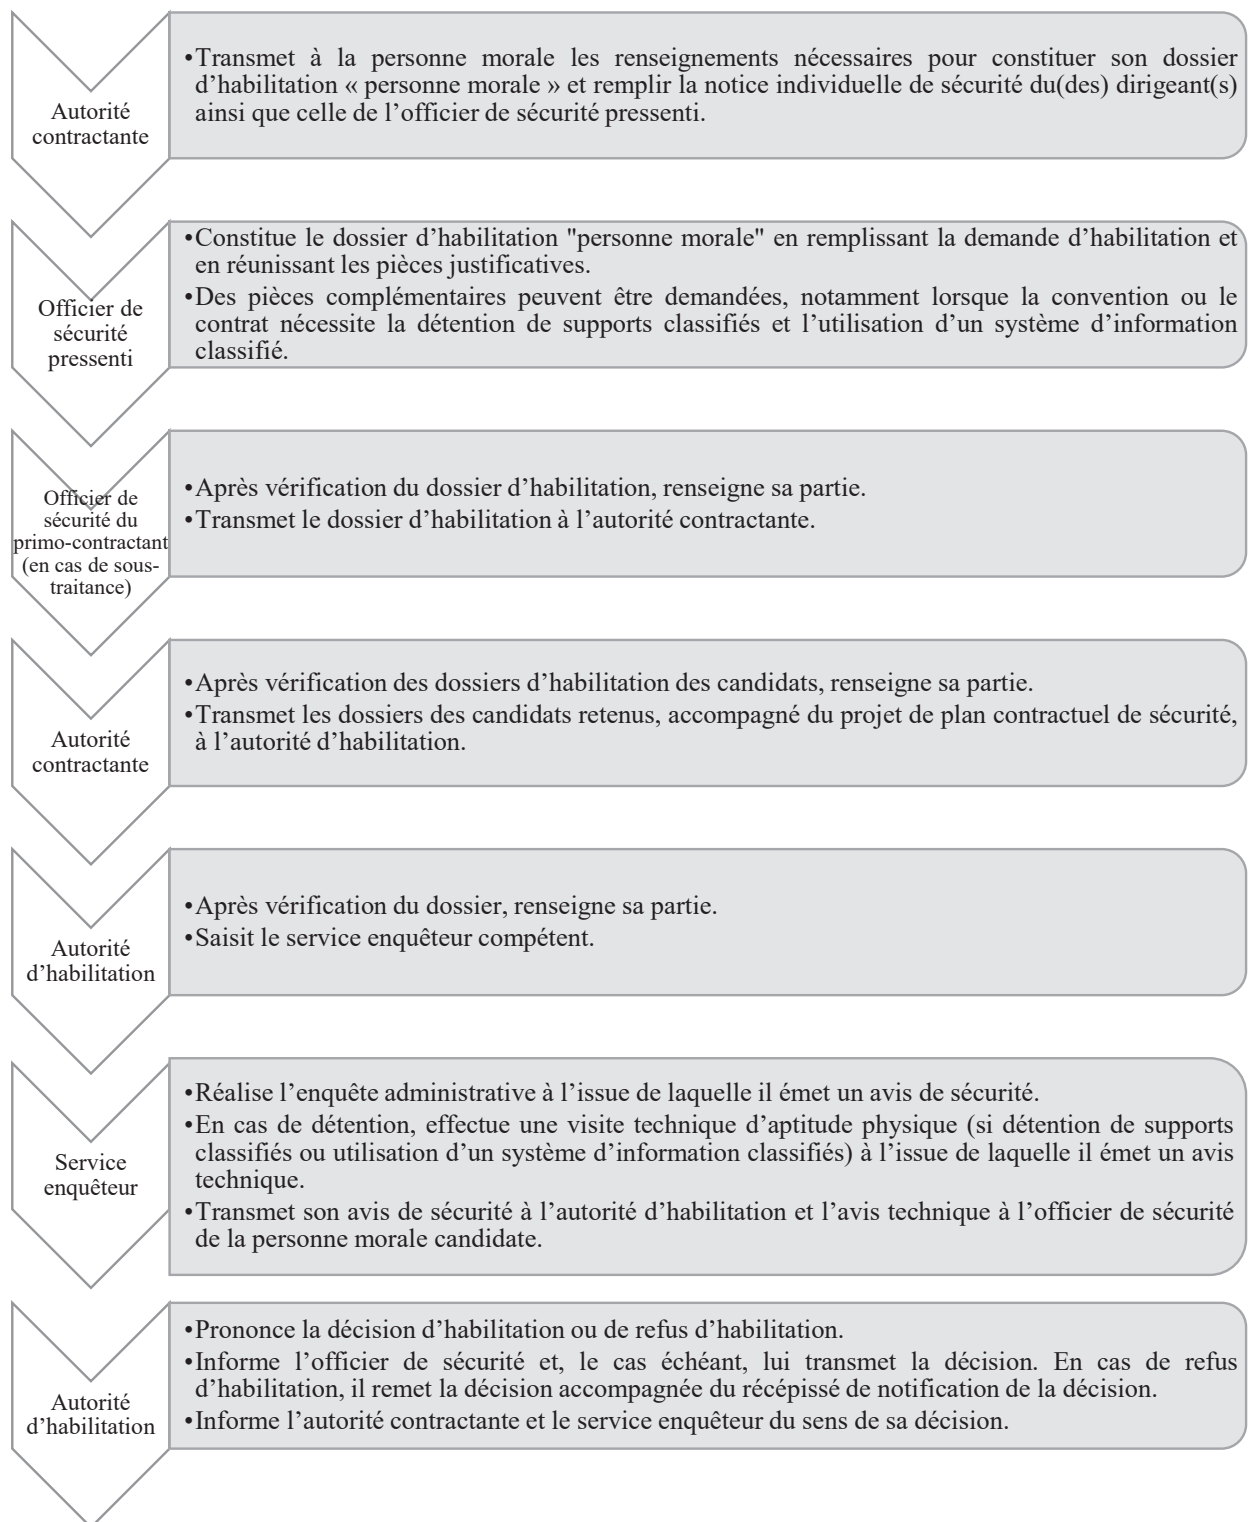 Autorité
contractante
•Transmet à la personne morale les renseignements nécessaires pour constituer son dossier
d’habilitation « personne morale » et remplir la notice individuelle de sécurité du(des) dirigeant(s)
ainsi que celle de l’officier de sécurité pressenti.
Officier de
sécurité
pressenti
•Constitue le dossier d’habilitation "personne morale" en remplissant la demande d’habilitation et
en réunissant les pièces justificatives.
•Des pièces complémentaires peuvent être demandées, notamment lorsque la convention ou le
contrat nécessite la détention de supports classifiés et l’utilisation d’un système d’information
classifié.
Officier de
sécurité du
primo-contractant
(en cas de sous-
traitance)
•Après vérification du dossier d’habilitation, renseigne sa partie.
•Transmet le dossier d’habilitation à l’autorité contractante.
Autorité
contractante
•Après vérification des dossiers d’habilitation des candidats, renseigne sa partie.
•Transmet les dossiers des candidats retenus, accompagné du projet de plan contractuel de sécurité,
à l’autorité d’habilitation.
Autorité
d’habilitation
•Après vérification du dossier, renseigne sa partie.
•Saisit le service enquêteur compétent.
Service
enquêteur
•Réalise l’enquête administrative à l’issue de laquelle il émet un avis de sécurité.
•En cas de détention, effectue une visite technique d’aptitude physique (si détention de supports
classifiés ou utilisation d’un système d’information classifiés) à l’issue de laquelle il émet un avis
technique.
•Transmet son avis de sécurité à l’autorité d’habilitation et l’avis technique à l’officier de sécurité
de la personne morale candidate.
Autorité
d’habilitation
•Prononce la décision d’habilitation ou de refus d’habilitation.
•Informe l’officier de sécurité et, le cas échéant, lui transmet la décision. En cas de refus
d’habilitation, il remet la décision accompagnée du récépissé de notification de la décision.
•Informe l’autorité contractante et le service enquêteur du sens de sa décision.